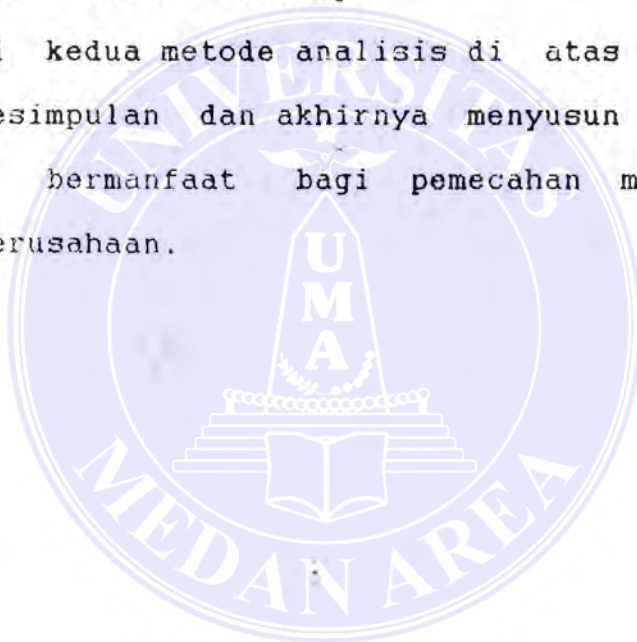 kedua metode analisis di atas
esimpulan dan akhirnya menyusun
bermanfaat bagi pemecahan m
erusahaan.
UNIVERSITAS
UMA
MEDAN AREA